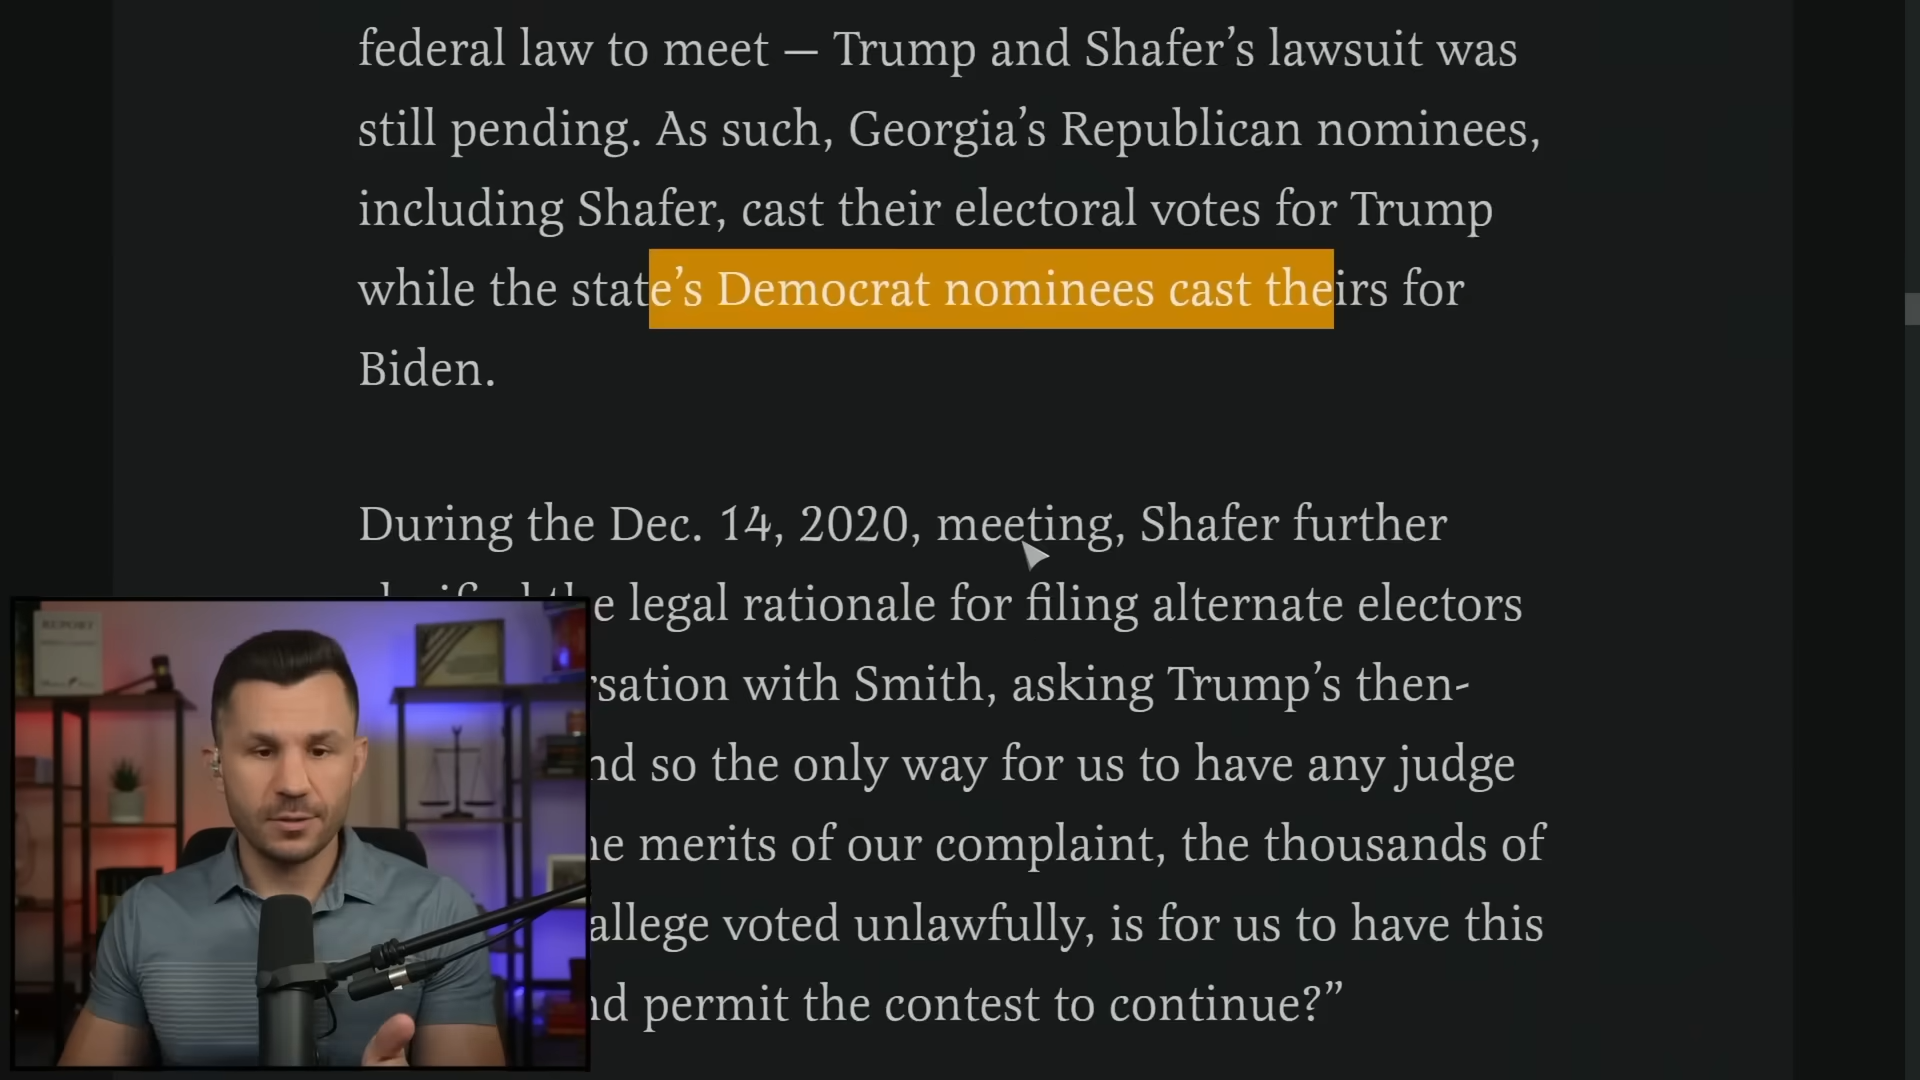 federal law to meet — Trump and Shafer’s lawsuit was
still pending. As such, Georgia’s Republican nominees,
including Shafer, cast their electoral votes for Trump
while the state’s Democrat nominees cast theirs for
Biden.
During the Dec. 14, 2020, meeting, Shafer further
legal rationale for filing alternate electors
with Smith, asking Trump’s then-
so the only way for us to have any judge
merits of our complaint, the thousands of
allege voted unlawfully, is for us to have this
permit the contest to continue?”
REPORT